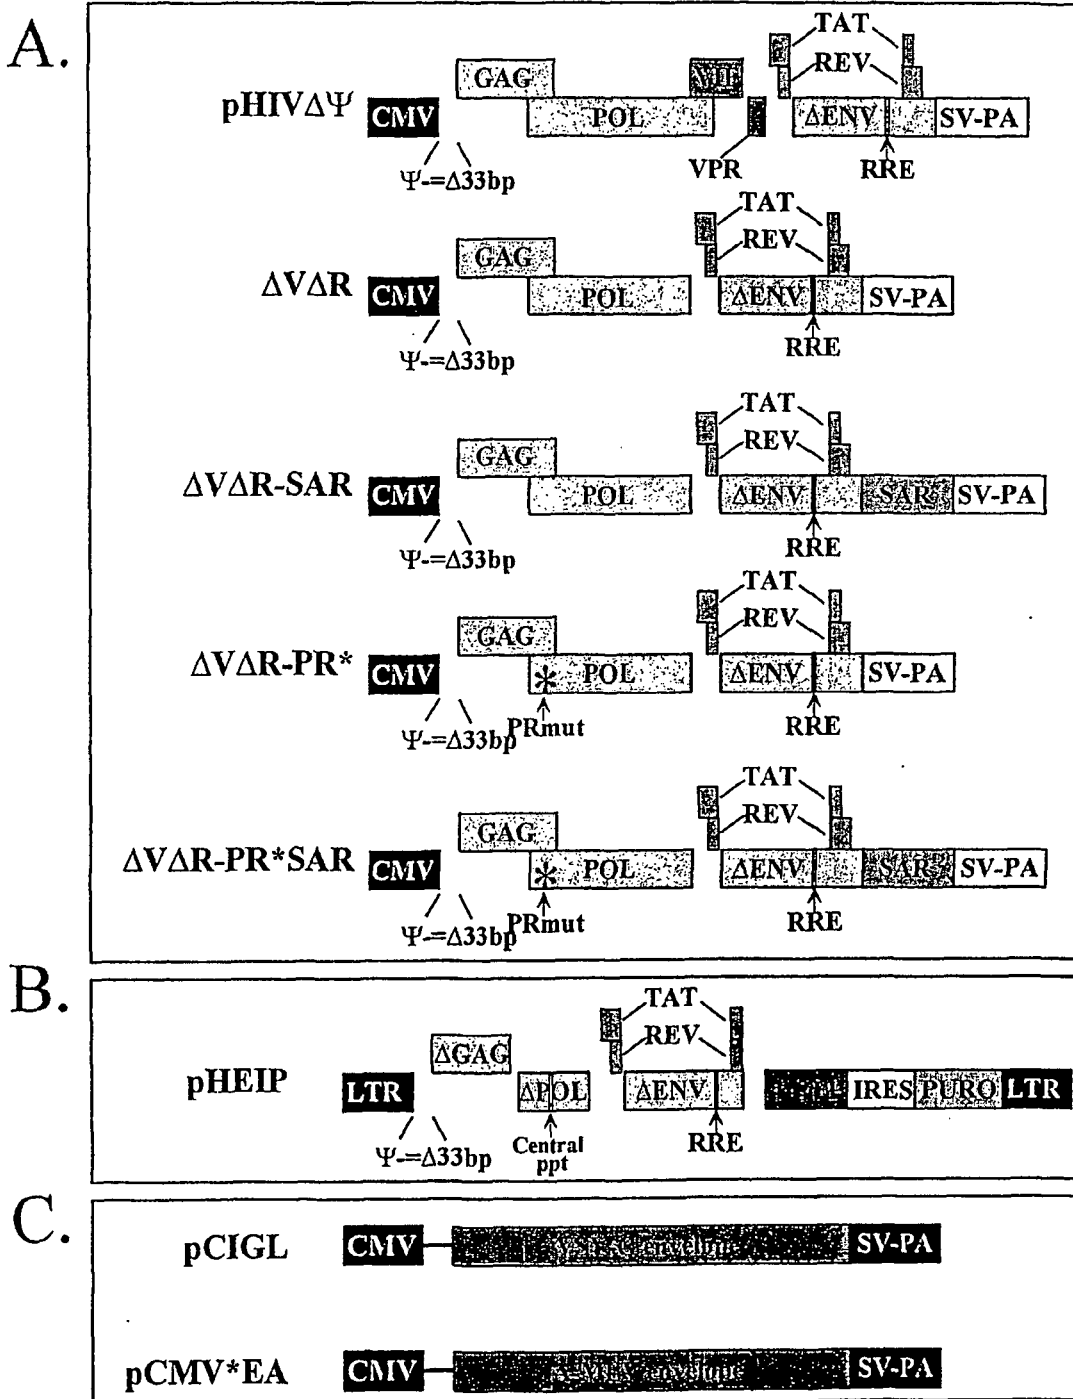 A.
TAT
REV
GAG
pHIVΔΨ
CMV
POL
ΔENV
SV-PA
VPR
RRE
Ψ-=Δ33bp
TAT
REV
GAG
ΔVΔR
CMV
POL
ΔENV
SV-PA
RRE
Ψ-=Δ33bp
TAT
REV
GAG
ΔVΔR-SAR
CMV
POL
ΔENV
SAR
SV-PA
RRE
Ψ-=Δ33bp
TAT
REV
GAG
ΔVΔR-PR*
CMV
*
POL
ΔENV
SV-PA
PRmut
RRE
Ψ-=Δ33bp
TAT
REV
GAG
ΔVΔR-PR*SAR
CMV
*
POL
ΔENV
SAR
SV-PA
PRmut
RRE
Ψ-=Δ33bp
B.
TAT
REV
ΔGAG
pHEIP
LTR
ΔPOL
ΔENV
IRES
PURO
LTR
Central
ppt
RRE
Ψ-=Δ33bp
C.
pCIGL
CMV
SV-PA
pCMV*EA
CMV
SV-PA